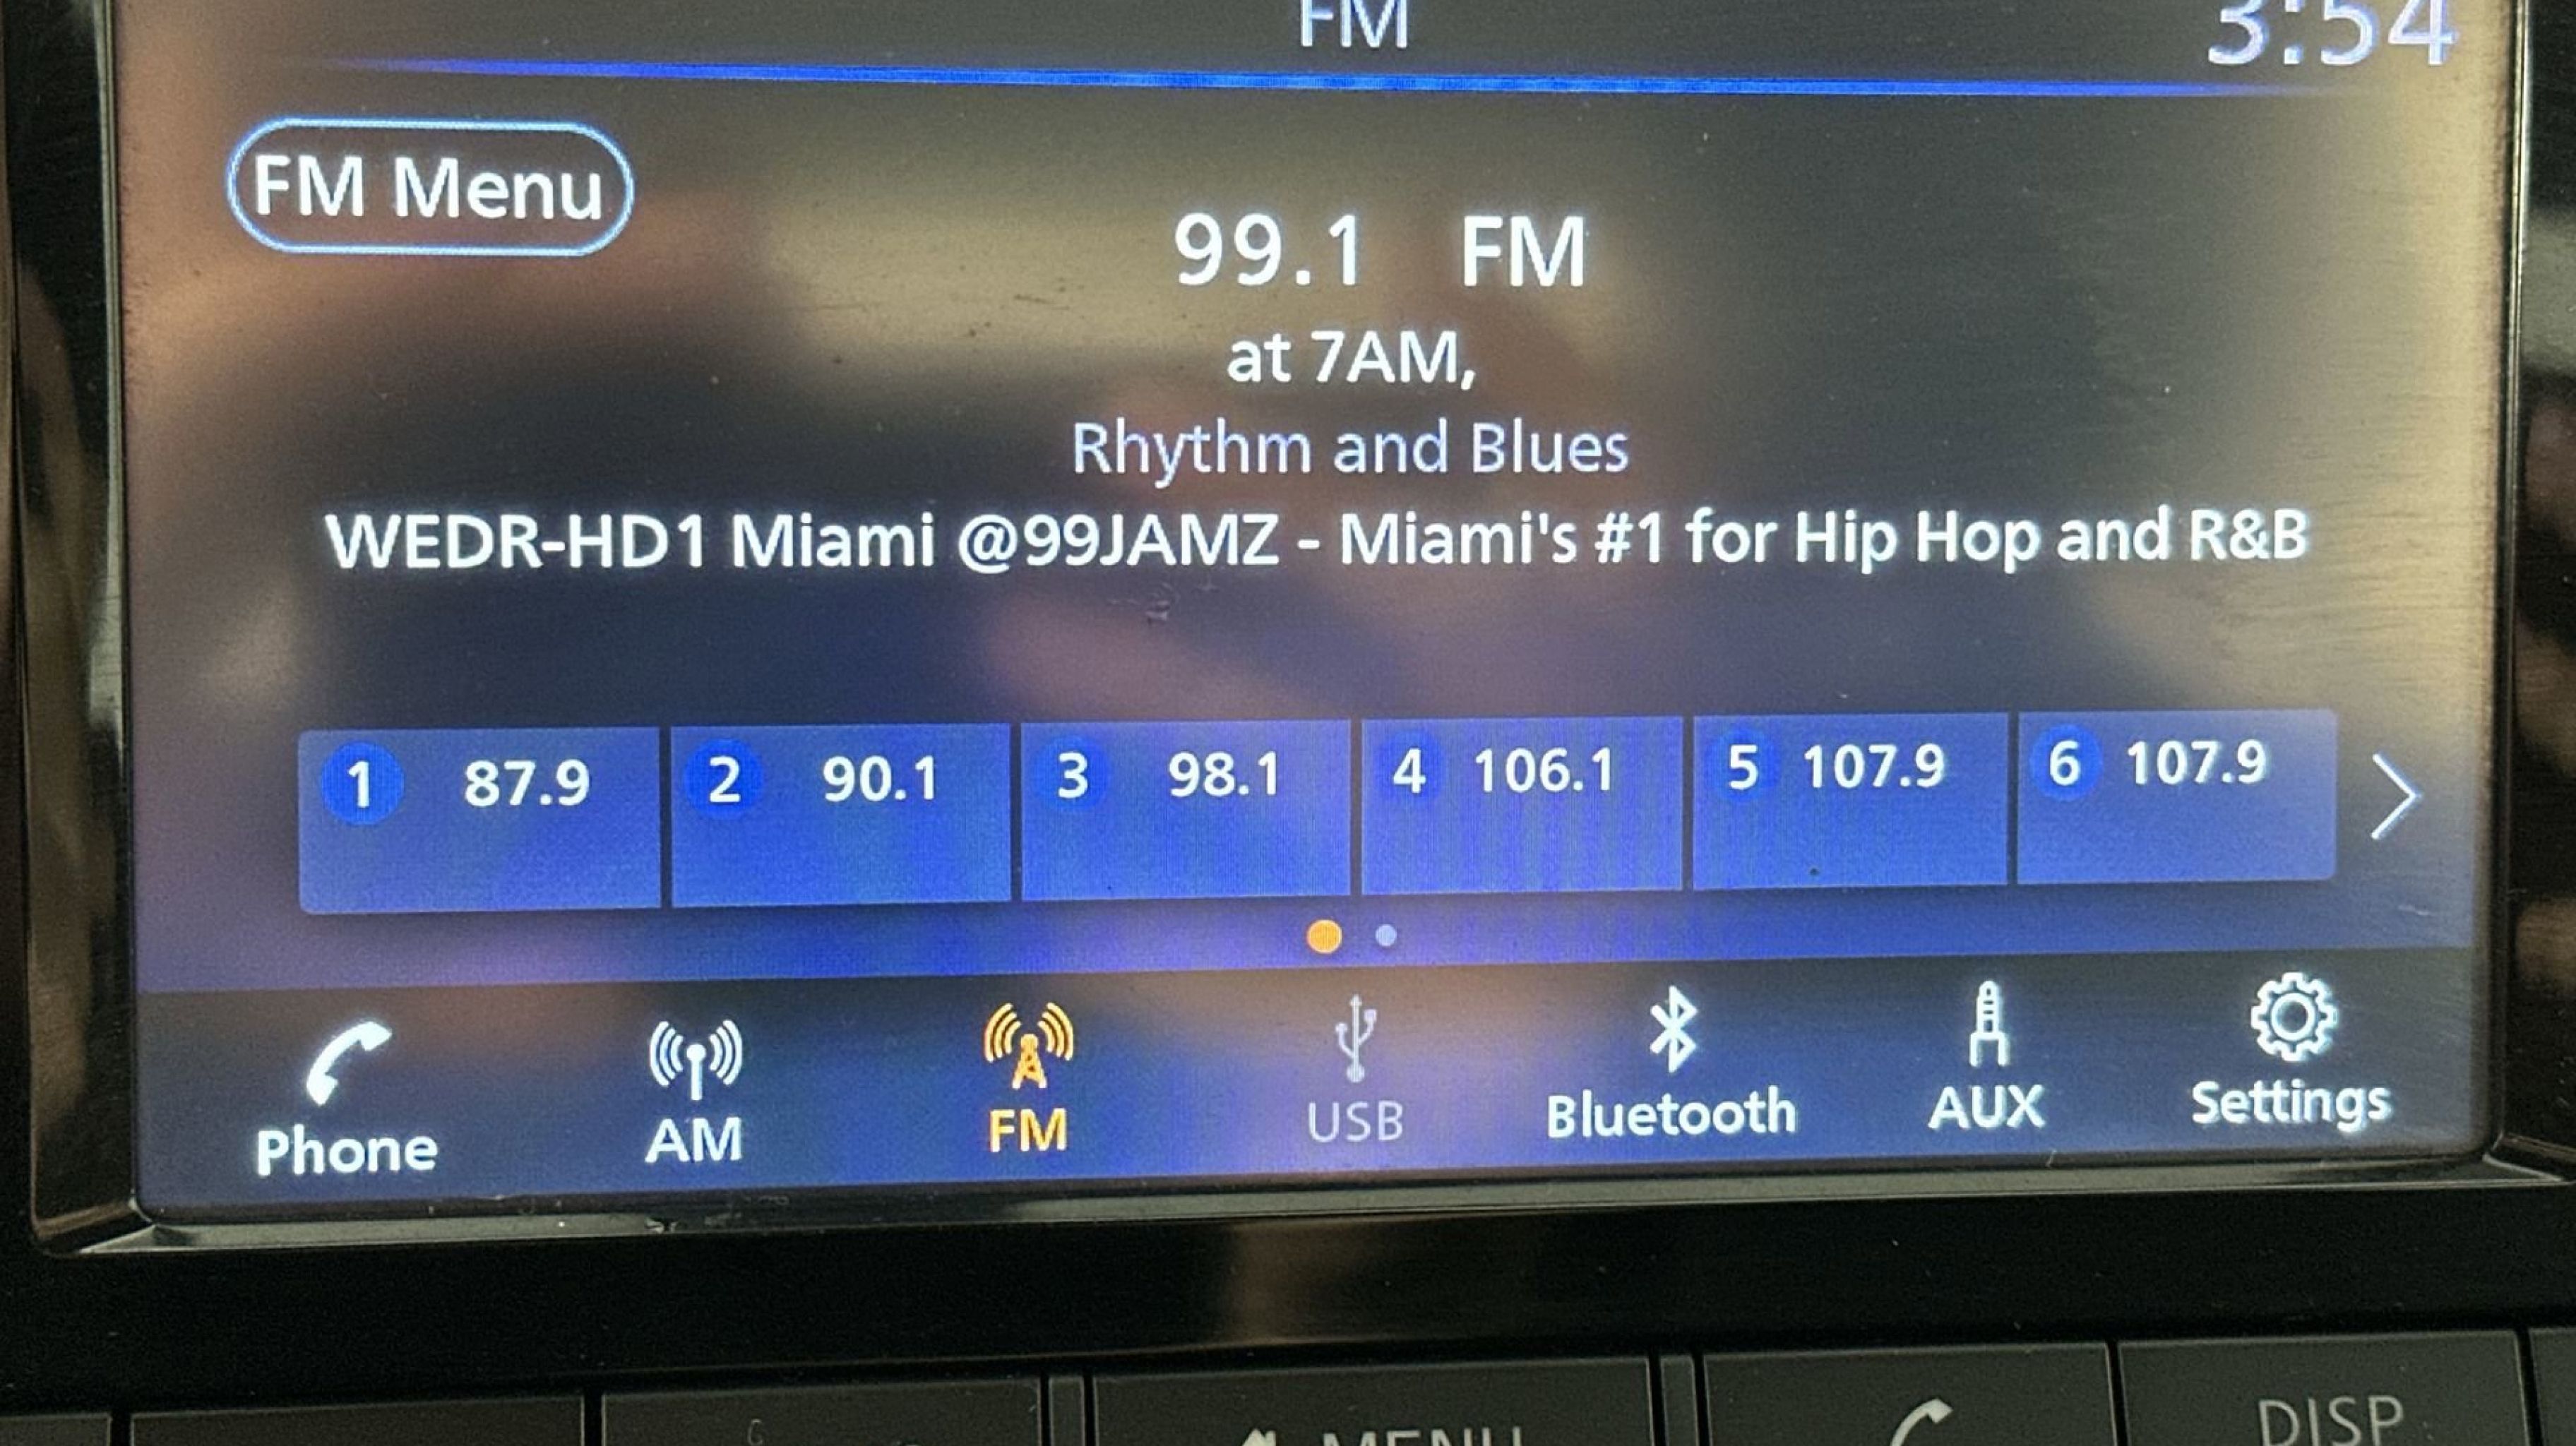 FM
3:54
FM Menu
99.1 FM
at 7AM,
Rhythm and Blues
WEDR-HD1 Miami @99JAMZ - Miami's #1 for Hip Hop and R&B
1 87.9 2 90.1 3 98.1 4 106.1 5 107.9 6 107.9
Phone AM FM USB Bluetooth AUX Settings
MENU DISP